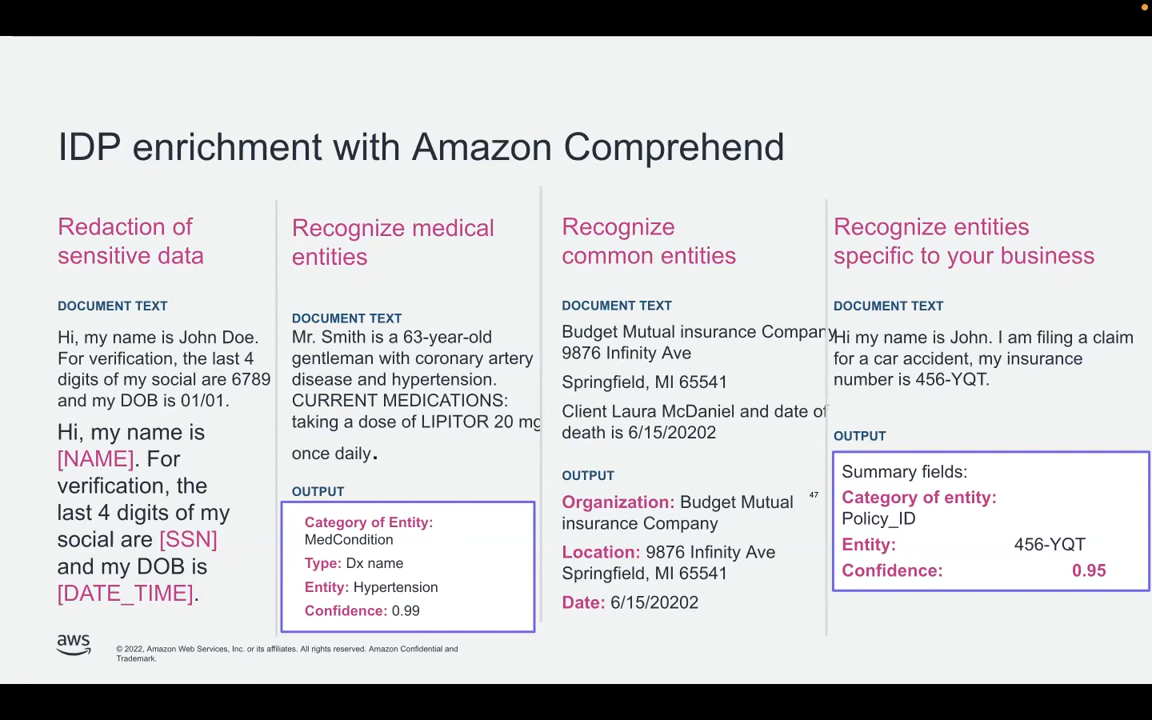 IDP enrichment with Amazon Comprehend
Redaction of
sensitive data
DOCUMENT TEXT
Hi, my name is John Doe.
For verification, the last 4
digits of my social are 6789
and my DOB is 01/01.
Hi, my name is
[NAME]. For
verification, the
last 4 digits of my
social are [SSN]
and my DOB is
[DATE_TIME].
Recognize medical
entities
DOCUMENT TEXT
Mr. Smith is a 63-year-old
gentleman with coronary artery
disease and hypertension.
CURRENT MEDICATIONS:
taking a dose of LIPITOR 20 mg
once daily.
OUTPUT
Category of Entity:
MedCondition
Type: Dx name
Entity: Hypertension
Confidence: 0.99
Recognize
common entities
DOCUMENT TEXT
Budget Mutual insurance Company
9876 Infinity Ave
Springfield, MI 65541
Client Laura McDaniel and date of
death is 6/15/20202
OUTPUT
Organization: Budget Mutual
insurance Company
Location: 9876 Infinity Ave
Springfield, MI 65541
Date: 6/15/20202
47
Recognize entities
specific to your business
DOCUMENT TEXT
Hi my name is John. I am filing a claim
for a car accident, my insurance
number is 456-YQT.
OUTPUT
Summary fields:
Category of entity:
Policy_ID
Entity: 456-YQT
Confidence: 0.95
aws
© 2022, Amazon Web Services, Inc. or its affiliates. All rights reserved. Amazon Confidential and
Trademark.